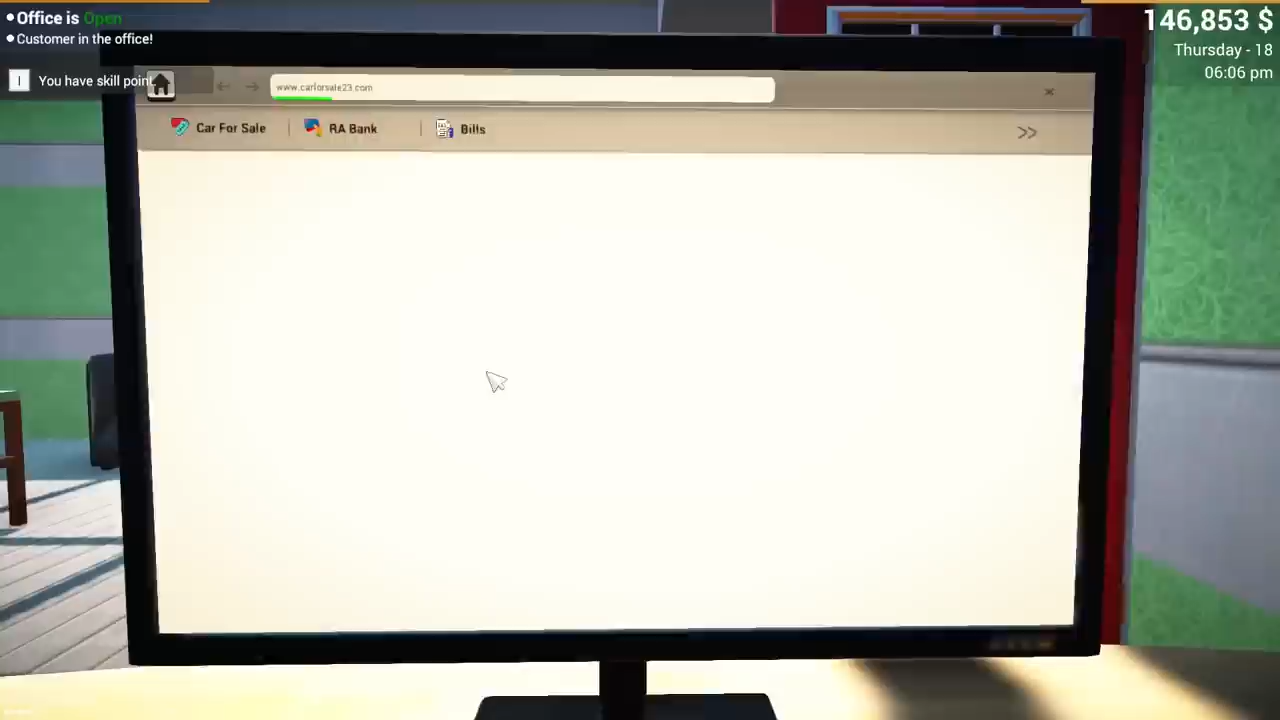 Office is Open
Customer in the office!
I You have skill point
146,853 $
Thursday - 18
06:06 pm
www.carforsale23.com
Car For Sale
RA Bank
Bills
>>